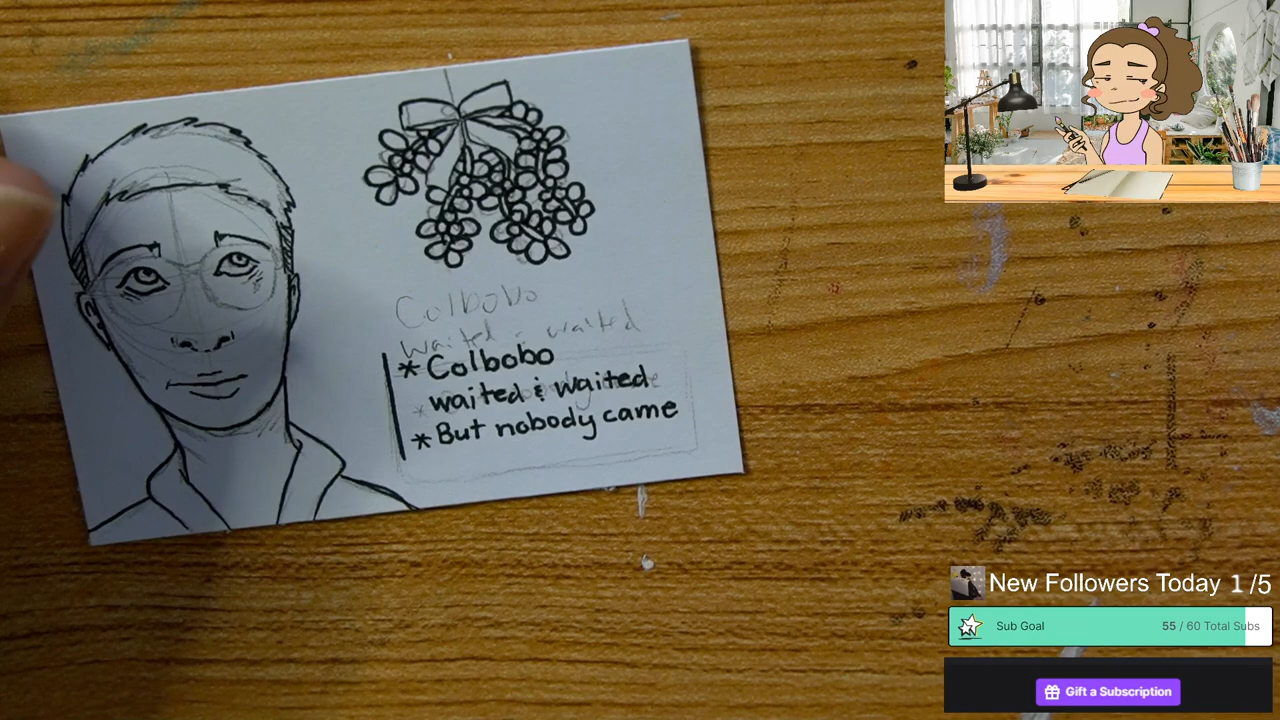 Colbobo
waited & waited
* Colbobo
waited & waited
* But nobody came
New Followers Today 1 /5
Sub Goal
55 / 60 Total Subs
Gift a Subscription